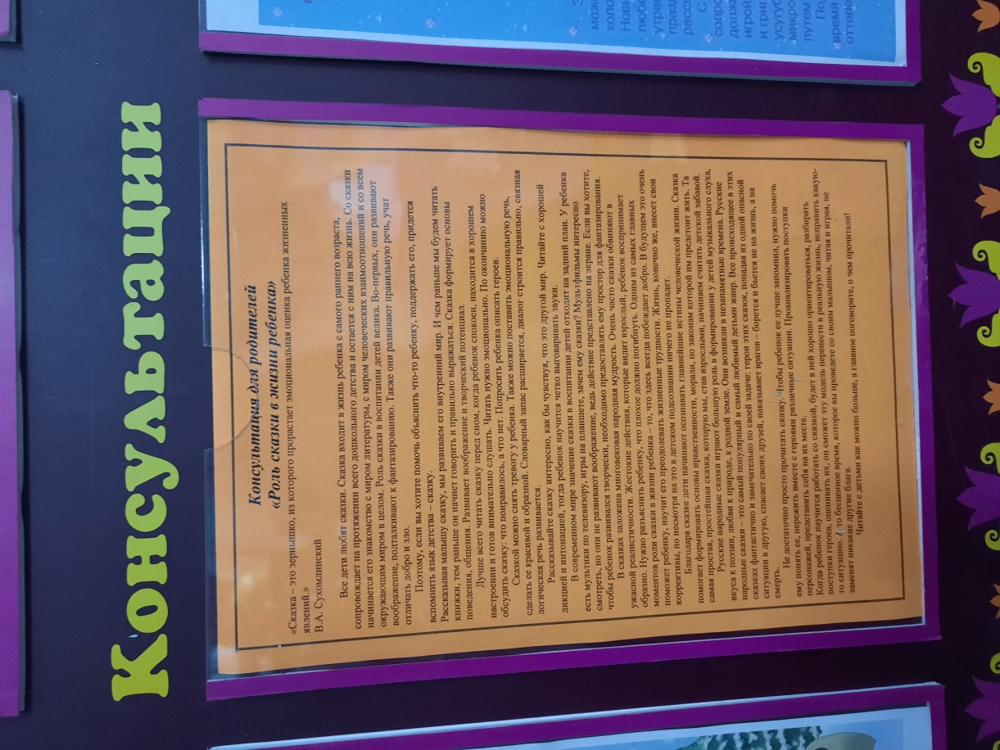 Консультации
Консультация для родителей
«Роль сказки в жизни ребенка»
«Сказка – это зернышко, из которого прорастает эмоциональная оценка ребенка жизненных
явлений.»
В.А. Сухомлинский
Все дети любят сказки. Сказка входит в жизнь ребенка с самого раннего возраста,
сопровождает на протяжении всего дошкольного детства и остается с ним на всю жизнь. Со сказки
начинается его знакомство с миром литературы, с миром человеческих взаимоотношений и со всем
окружающим миром в целом. Роль сказки в воспитании детей велика. Во-первых, они развивают
воображение, подталкивают к фантазированию. Также они развивают правильную речь, учат
отличать добро и зло.
Поэтому, если вы хотите помочь объяснить что-то ребенку, поддержать его, придется
вспомнить язык детства – сказку.
Рассказывая малышу сказку, мы развиваем его внутренний мир. И чем раньше мы будем читать
книжки, тем раньше он начнет говорить и правильно выражаться. Сказка формирует основы
поведения, общения. Развивает воображение и творческий потенциал.
Лучше всего читать сказку перед сном, когда ребенок спокоен, находится в хорошем
настроении и готов внимательно слушать. Читать нужно эмоционально. По окончанию можно
обсудить сказку: что понравилось, а что нет. Попросить ребенка описать героев.
Сказкой можно снять тревогу у ребенка. Также можно поставить эмоциональную речь,
сделать ее красивой и образной. Словарный запас расширяется, диалог строится правильно, связная
логическая речь развивается.
Рассказывайте сказку интересно, как бы чувствуя, что это другой мир. Читайте с хорошей
дикцией и интонацией, тогда ребенок научится четко выговаривать звуки.
В современном мире значение сказки в воспитании детей отходит на задний план. У ребенка
есть мультики по телевизору, игры на планшете, зачем ему сказки? Мультфильмы интересно
смотреть, но они не развивают воображение, ведь действие представлено на экране. Если вы хотите,
чтобы ребенок развивался творчески, необходимо предоставлять ему простор для фантазирования.
В сказках заложена многовековая народная мудрость. Очень часто сказки обвиняют в
ужасной реалистичности. Жестокие действия, которые видит взрослый, ребенок воспринимает
образно. Нужно разъяснить ребенку, что плохое должно погибнуть. Одним из самых главных
моментов роли сказки в жизни ребенка – то, что здесь всегда побеждает добро. В будущем это очень
поможет ребенку, научит его преодолевать жизненные трудности. Жизнь, конечно же, внесет свои
коррективы, но несмотря на это в детском подсознании ничего не пропадет.
Благодаря сказке дети начинают осознавать главнейшие истины человеческой жизни. Сказка
помогает формировать основы нравственности, морали, по законам которой им предстоит жить. Та
самая простая, простейшая сказка, которую мы, став взрослыми, начинаем считать детской забавой.
Русские народные сказки играют большую роль в формировании у детей музыкального слуха,
вкуса к поэзии, любви к природе, к родной земле. Они возникли в незапамятные времена. Русские
народные сказки – это самый популярный и самый любимый детьми жанр. Все происходящее в этих
сказках фантастично и замечательно по своей задаче: герои этих сказок, попадая из одной опасной
ситуации в другую, спасает своих друзей, наказывает врагов – борется и бьется не на жизнь, а на
смерть.
Не достаточно просто прочитать сказку. Чтобы ребенок ее лучше запомнил, нужно помочь
ему понять ее, пережить вместе с героями различные ситуации. Проанализировать поступки
персонажей, представить себя на их месте.
Когда ребенок научится работать со сказкой, будет в ней хорошо ориентироваться, разбирать
поступки героев, оценивать их, он сможет эту модель перенести в реальную жизнь, исправить какую-
то ситуацию. А то бесценное время, которое вы проведете со своим малышом, читая и играя, не
заменят никакие другие блага.
Читайте с детьми как можно больше, а главное поговорите, о чем прочитали!
З
може
коло
Новы
люб
утре
праз
расс
С
сопр
долж
игрой
и гри
усугу
микро
путем
По
время
оттеп